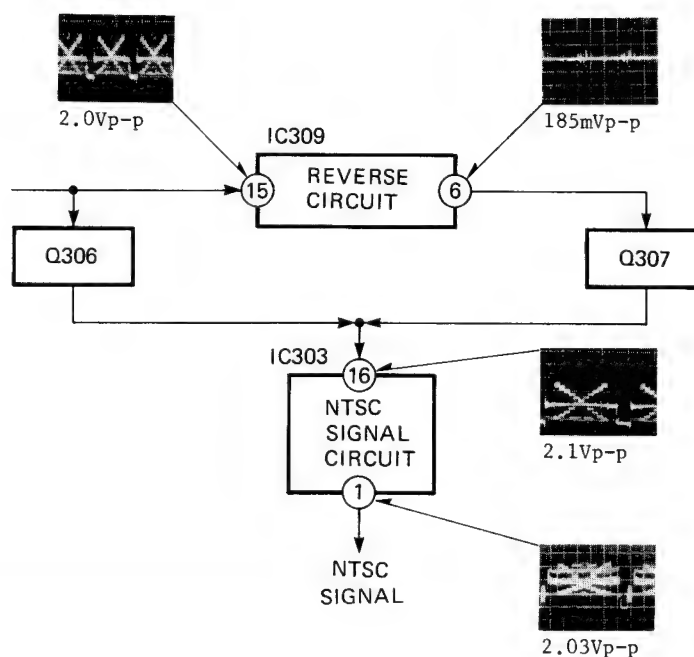 2.0Vp-p
185mVp-p
IC309
15
REVERSE
CIRCUIT
6
Q306
Q307
IC303
16
NTSC
SIGNAL
CIRCUIT
1
2.1Vp-p
NTSC
SIGNAL
2.03Vp-p